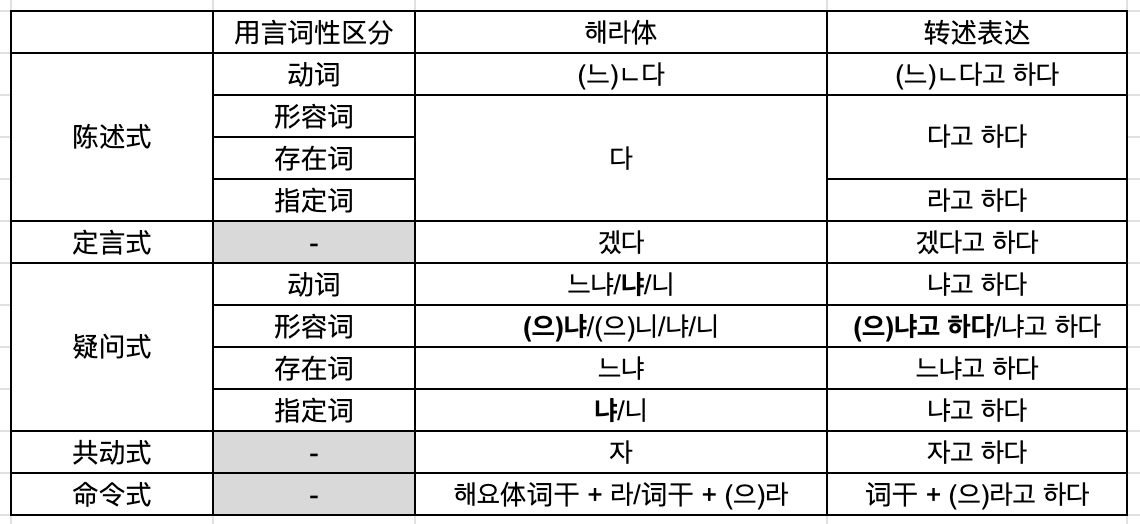 用言词性区分 해라体 转述表达
陈述式 动词 (느)ㄴ다 (느)ㄴ다고 하다
形容词 다 다고 하다
存在词
指定词 라고 하다
定言式 - 겠다 겠다고 하다
疑问式 动词 느냐/냐/니 냐고 하다
形容词 (으)냐/(으)니/냐/니 (으)냐고 하다/냐고 하다
存在词 느냐 느냐고 하다
指定词 냐/니 냐고 하다
共动式 - 자 자고 하다
命令式 - 해요体词干 + 라/词干 + (으)라 词干 + (으)라고 하다